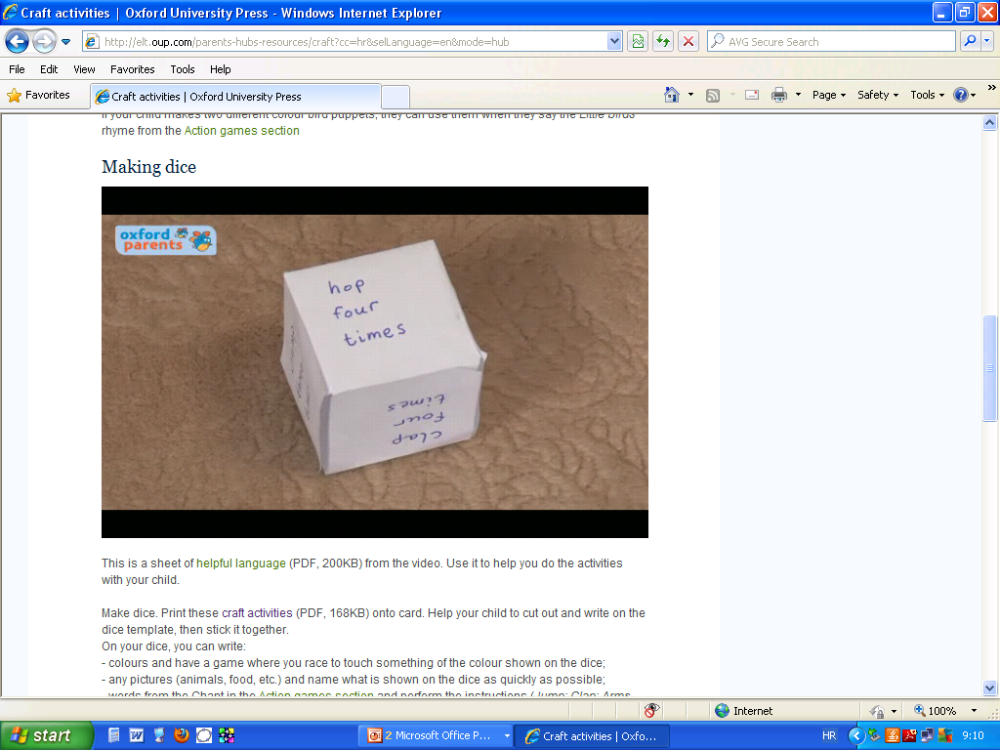 Craft activities | Oxford University Press - Windows Internet Explorer
http://elt.oup.com/parents-hubs-resources/craft?cc=hr&selLanguage=en&mode=hub
AVG Secure Search
File Edit View Favorites Tools Help
Favorites
Craft activities | Oxford University Press
Page Safety Tools
If your child makes two different colour bird puppets, they can use them when they say the Little birds
rhyme from the Action games section
Making dice
oxford
parents
hop
four
times
clap
four
times
This is a sheet of helpful language (PDF, 200KB) from the video. Use it to help you do the activities
with your child.
Make dice. Print these craft activities (PDF, 168KB) onto card. Help your child to cut out and write on the
dice template, then stick it together.
On your dice, you can write:
- colours and have a game where you race to touch something of the colour shown on the dice;
- any pictures (animals, food, etc.) and name what is shown on the dice as quickly as possible;
- words from the Chant in the Action games section and perform the instructions (Jump; Clap; Arms
Internet
100%
start
2 Microsoft Office P...
Craft activities | Oxfo...
HR
9:10